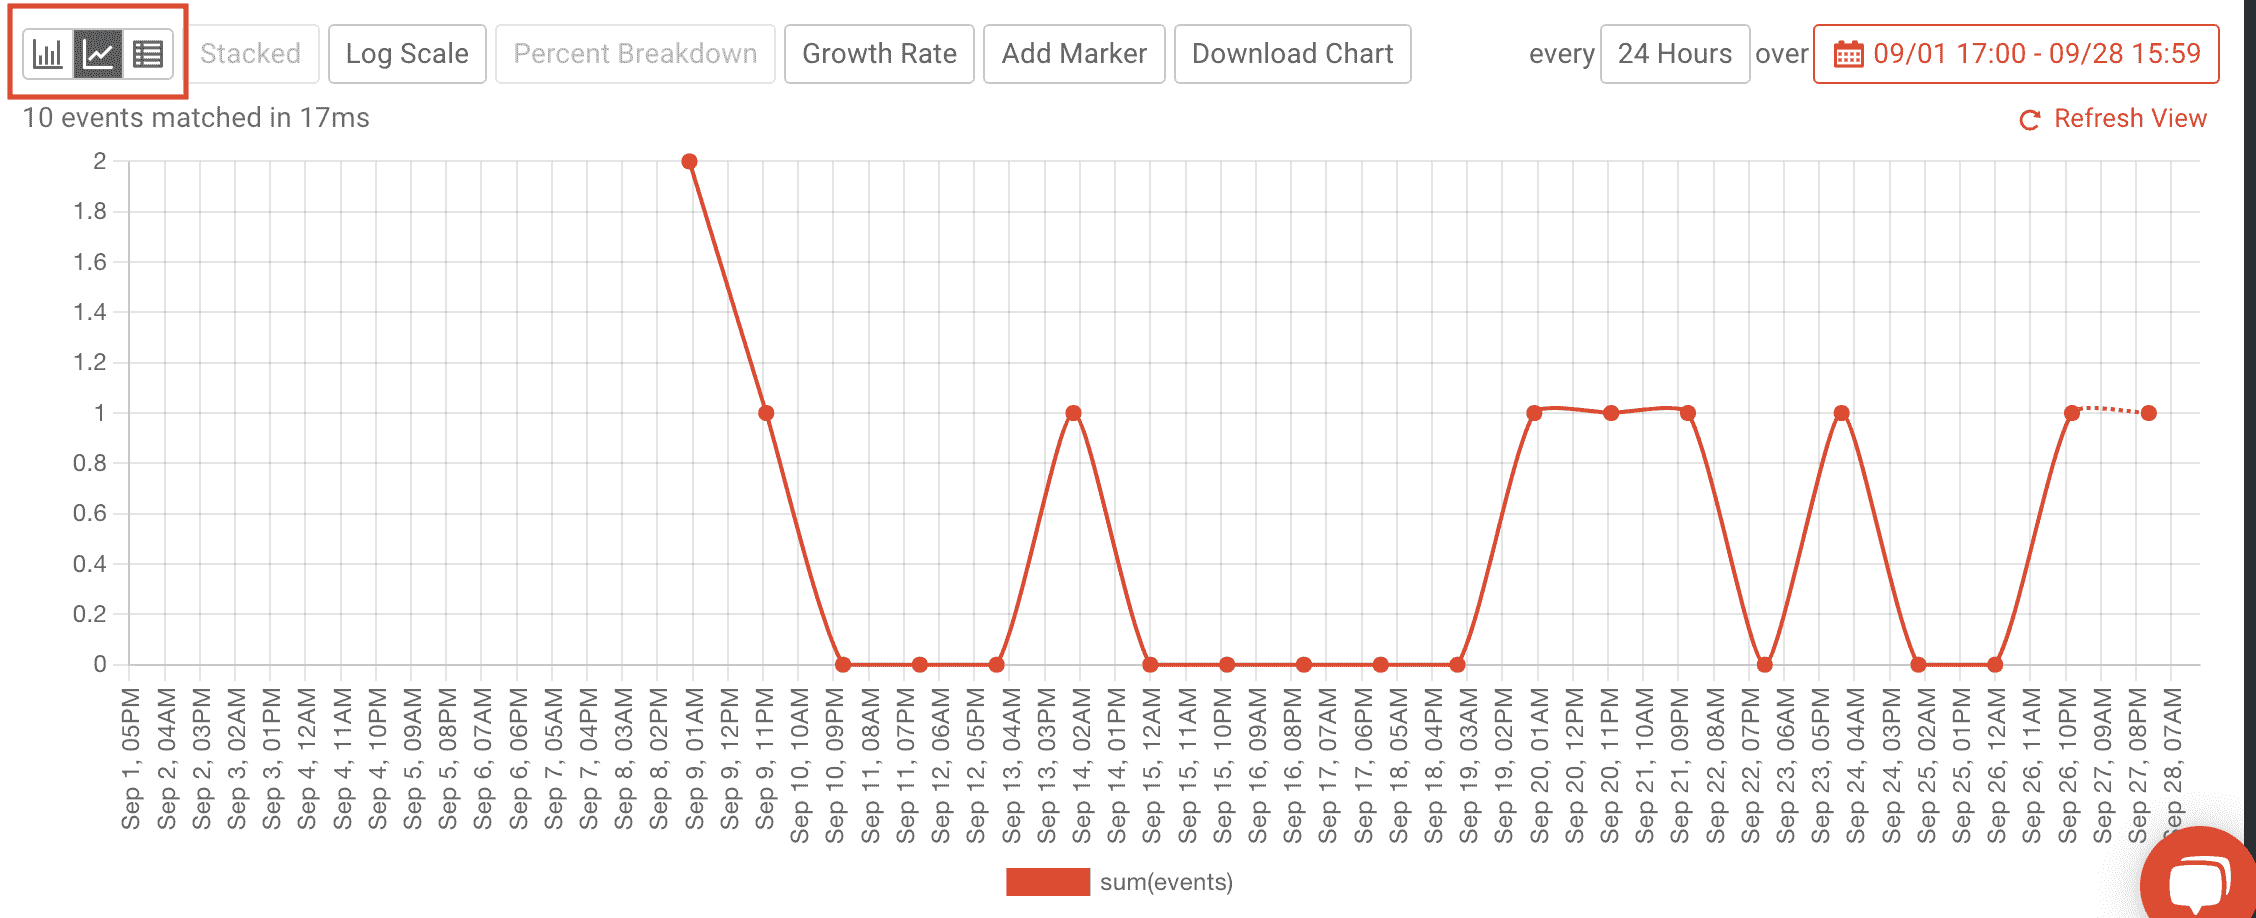 Stacked Log Scale Percent Breakdown Growth Rate Add Marker Download Chart every 24 Hours over 09/01 17:00 - 09/28 15:59
10 events matched in 17ms Refresh View
2
1.8
1.6
1.4
1.2
1
0.8
0.6
0.4
0.2
0
Sep 1, 05PM
Sep 2, 04AM
Sep 2, 03PM
Sep 3, 02AM
Sep 3, 01PM
Sep 4, 12AM
Sep 4, 11AM
Sep 4, 10PM
Sep 5, 09AM
Sep 5, 08PM
Sep 6, 07AM
Sep 6, 06PM
Sep 7, 05AM
Sep 7, 04PM
Sep 8, 03AM
Sep 8, 02PM
Sep 9, 01AM
Sep 9, 12PM
Sep 9, 11PM
Sep 10, 10AM
Sep 10, 09PM
Sep 11, 08AM
Sep 11, 07PM
Sep 12, 06AM
Sep 12, 05PM
Sep 13, 04AM
Sep 13, 03PM
Sep 14, 02AM
Sep 14, 01PM
Sep 15, 12AM
Sep 15, 11AM
Sep 15, 10PM
Sep 16, 09AM
Sep 16, 08PM
Sep 17, 07AM
Sep 17, 06PM
Sep 18, 05AM
Sep 18, 04PM
Sep 19, 03AM
Sep 19, 02PM
Sep 20, 01AM
Sep 20, 12PM
Sep 20, 11PM
Sep 21, 10AM
Sep 21, 09PM
Sep 22, 08AM
Sep 22, 07PM
Sep 23, 06AM
Sep 23, 05PM
Sep 24, 04AM
Sep 24, 03PM
Sep 25, 02AM
Sep 25, 01PM
Sep 26, 12AM
Sep 26, 11AM
Sep 26, 10PM
Sep 27, 09AM
Sep 27, 08PM
Sep 28, 07AM
sum(events)